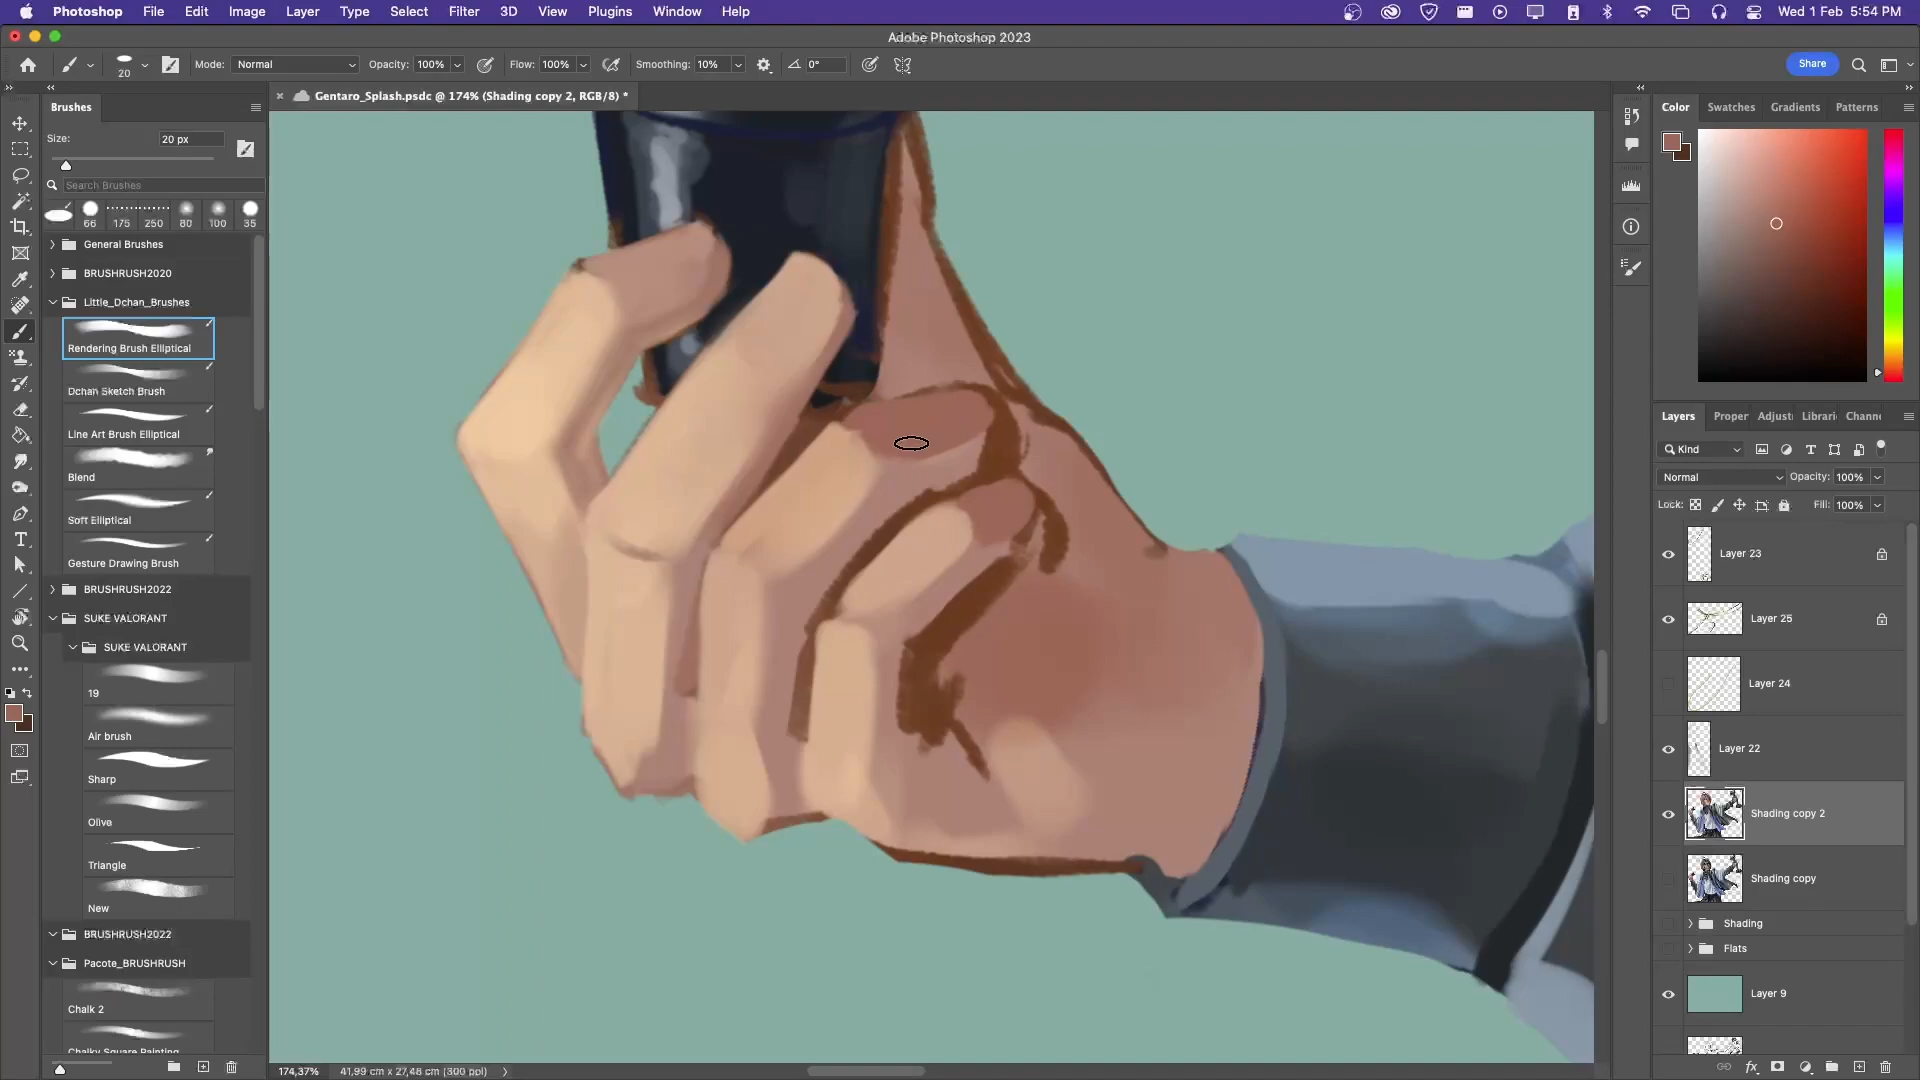 Photoshop File Edit Image Layer Type Select Filter 3D View Plugins Window Help Wed 1 Feb 5:54 PM
Adobe Photoshop 2023
20 Mode: Normal Opacity: 100% Flow: 100% Smoothing: 10% 0° Share
Brushes
Gentaro_Splash.psdc @ 174% (Shading copy 2, RGB/8) *
Color Swatches Gradients Patterns
Size: 20 px
Search Brushes
66 175 250 80 100 35
General Brushes
BRUSHRUSH2020
Little_Dchan_Brushes
Rendering Brush Elliptical
Dchan Sketch Brush
Line Art Brush Elliptical
Blend
Soft Elliptical
Gesture Drawing Brush
BRUSHRUSH2022
SUKE VALORANT
SUKE VALORANT
19
Air brush
Sharp
Olive
Triangle
New
BRUSHRUSH2022
Pacote_BRUSHRUSH
Chalk 2
Chalky Square Painting
Layers Proper Adjust Librari Chann
Kind
Normal Opacity: 100%
Lock: Fill: 100%
Layer 23
Layer 25
Layer 24
Layer 22
Shading copy 2
Shading copy
Shading
Flats
Layer 9
fx
174,37% 41,99 cm x 27,48 cm (300 ppi)